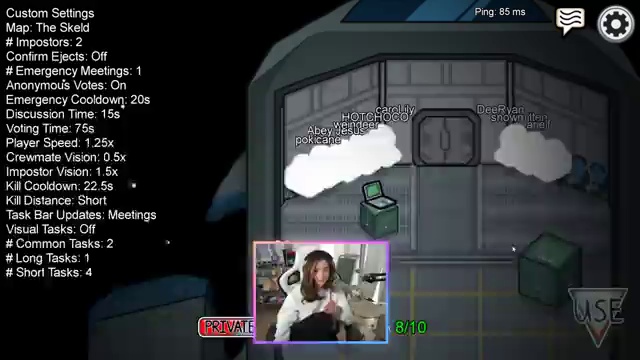 Custom Settings
Map: The Skeld
# Impostors: 2
Confirm Ejects: Off
# Emergency Meetings: 1
Anonymous Votes: On
Emergency Cooldown: 20s
Discussion Time: 15s
Voting Time: 75s
Player Speed: 1.25x
Crewmate Vision: 0.5x
Impostor Vision: 1.5x
Kill Cooldown: 22.5s
Kill Distance: Short
Task Bar Updates: Meetings
Visual Tasks: Off
# Common Tasks: 2
# Long Tasks: 1
# Short Tasks: 4
Ping: 85 ms
caroLily
HOTCHOCO
Abey Jesus
pokicane
DeeRyan
PRIVATE
8/10
USE